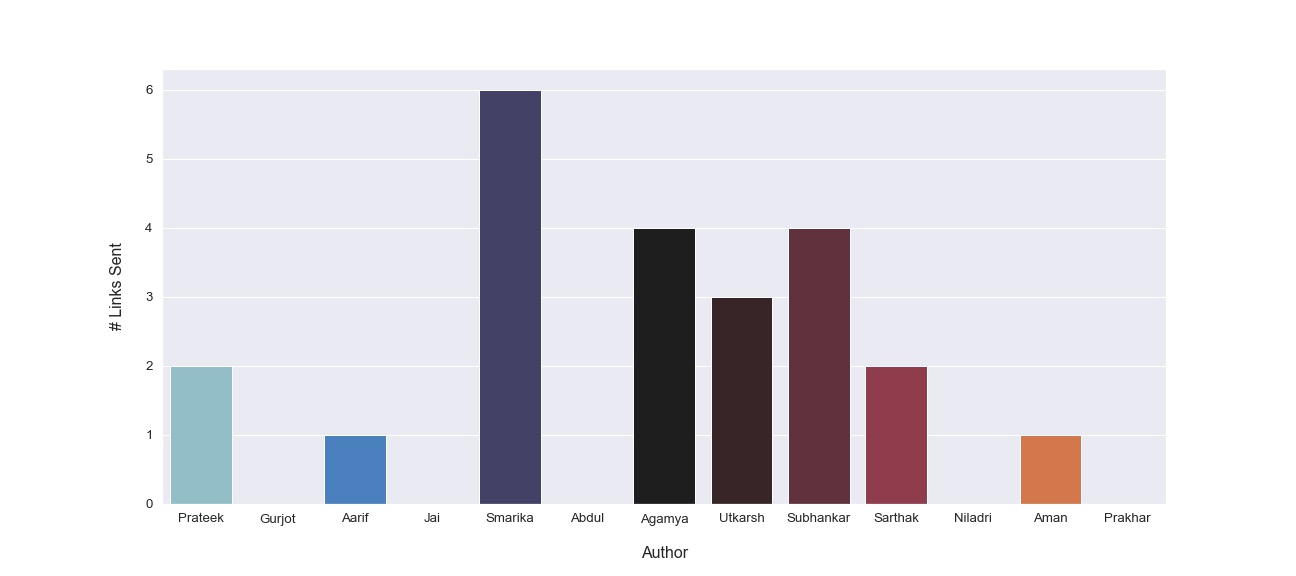 6
5
4
3
2
1
0
# Links Sent
Prateek Gurjot Aarif Jai Smarika Abdul Agamya Utkarsh Subhankar Sarthak Niladri Aman Prakhar
Author